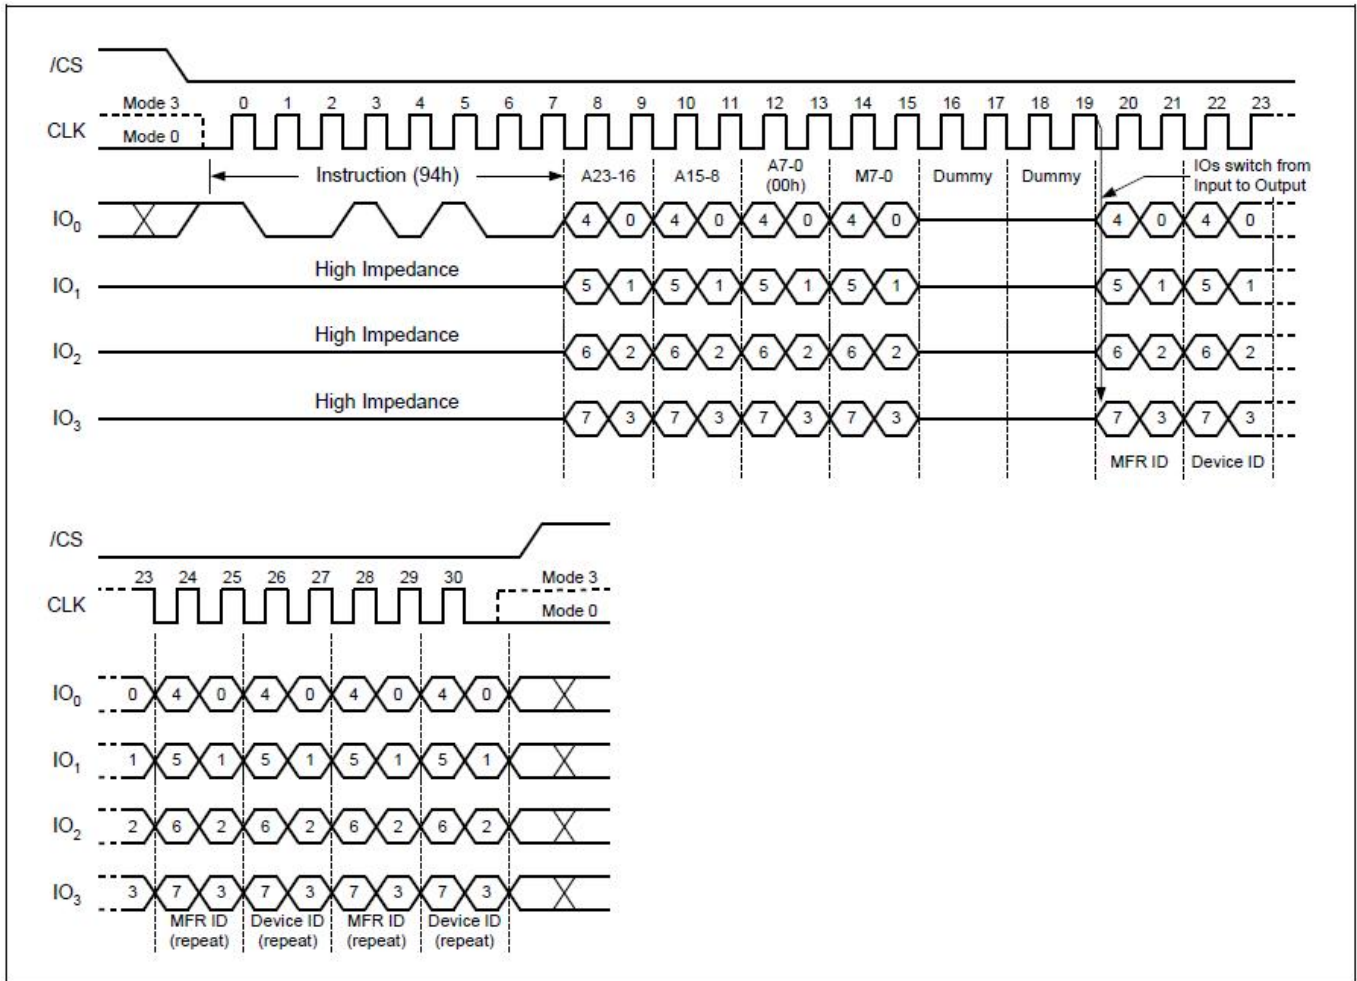 /CS
Mode 3 0 1 2 3 4 5 6 7 8 9 10 11 12 13 14 15 16 17 18 19 20 21 22 23
CLK
Mode 0
Instruction (94h) A23-16 A15-8 A7-0 (00h) M7-0 Dummy Dummy IOs switch from Input to Output
IO0 4 0 4 0 4 0 4 0 4 0 4 0
High Impedance
IO1 5 1 5 1 5 1 5 1 5 1 5 1
High Impedance
IO2 6 2 6 2 6 2 6 2 6 2 6 2
High Impedance
IO3 7 3 7 3 7 3 7 3 7 3 7 3
MFR ID Device ID
/CS
23 24 25 26 27 28 29 30 Mode 3
CLK
Mode 0
IO0 0 4 0 4 0 4 0 4 0
IO1 1 5 1 5 1 5 1 5 1
IO2 2 6 2 6 2 6 2 6 2
IO3 3 7 3 7 3 7 3 7 3
MFR ID Device ID MFR ID Device ID
(repeat) (repeat) (repeat) (repeat)